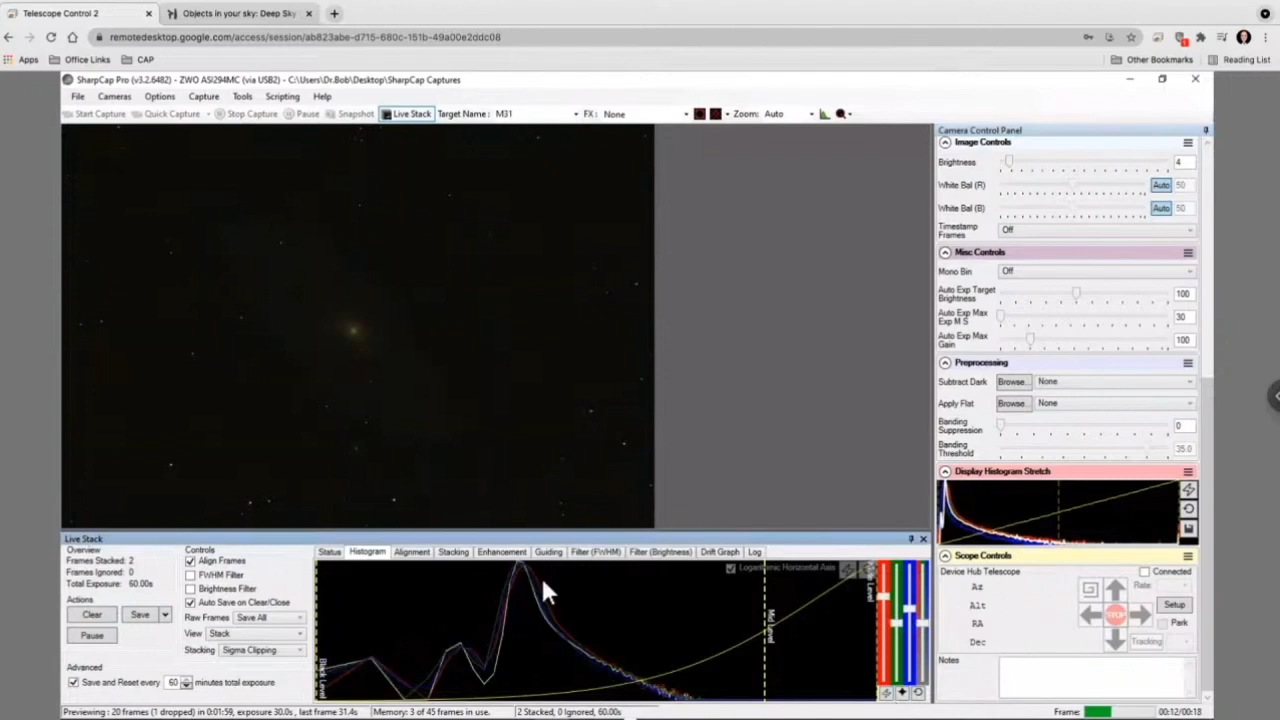 Telescope Control 2
Objects in your sky: Deep Sky
remotedesktop.google.com/access/session/ab823abe-d715-680c-151b-49a00e2ddc08
Apps Office Links CAP Other Bookmarks Reading List
SharpCap Pro (v3.2.6482) - ZWO ASI294MC (via USB2) - C:\Users\Dr.Bob\Desktop\SharpCap Captures
File Cameras Options Capture Tools Scripting Help
Start Capture Quick Capture Stop Capture Pause Snapshot Live Stack Target Name: M31 FX: None Zoom: Auto
Camera Control Panel
Image Controls
Brightness 4
White Bal (R) Auto 50
White Bal (B) Auto 50
Timestamp Frames Off
Misc Controls
Mono Bin Off
Auto Exp Target Brightness 100
Auto Exp Max Exp M S 30
Auto Exp Max Gain 100
Preprocessing
Subtract Dark Browse... None
Apply Flat Browse... None
Banding Suppression 0
Banding Threshold 35.0
Display Histogram Stretch
Scope Controls
Device Hub Telescope Connected
Az Rate:
Alt Setup
RA STOP Park
Dec Tracking
Notes
Live Stack
Overview
Frames Stacked: 2
Frames Ignored: 0
Total Exposure: 60.00s
Actions
Clear Save
Pause
Controls
Align Frames
FWHM Filter
Brightness Filter
Auto Save on Clear/Close
Raw Frames Save All
View Stack
Stacking Sigma Clipping
Advanced
Save and Reset every 60 minutes total exposure
Status Histogram Alignment Stacking Enhancement Guiding Filter (FWHM) Filter (Brightness) Drift Graph Log
Logarithmic Horizontal Axis
Black Level
Mid Level
Level
Previewing : 20 frames (1 dropped) in 0:01:59, exposure 30.0s, last frame 31.4s Memory: 3 of 45 frames in use. 2 Stacked, 0 Ignored, 60.00s Frame: 00:12/00:18